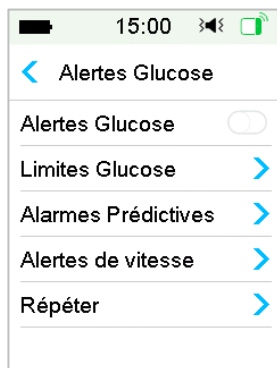 15:00
Alertes Glucose
Alertes Glucose
Limites Glucose
Alarmes Prédictives
Alertes de vitesse
Répéter